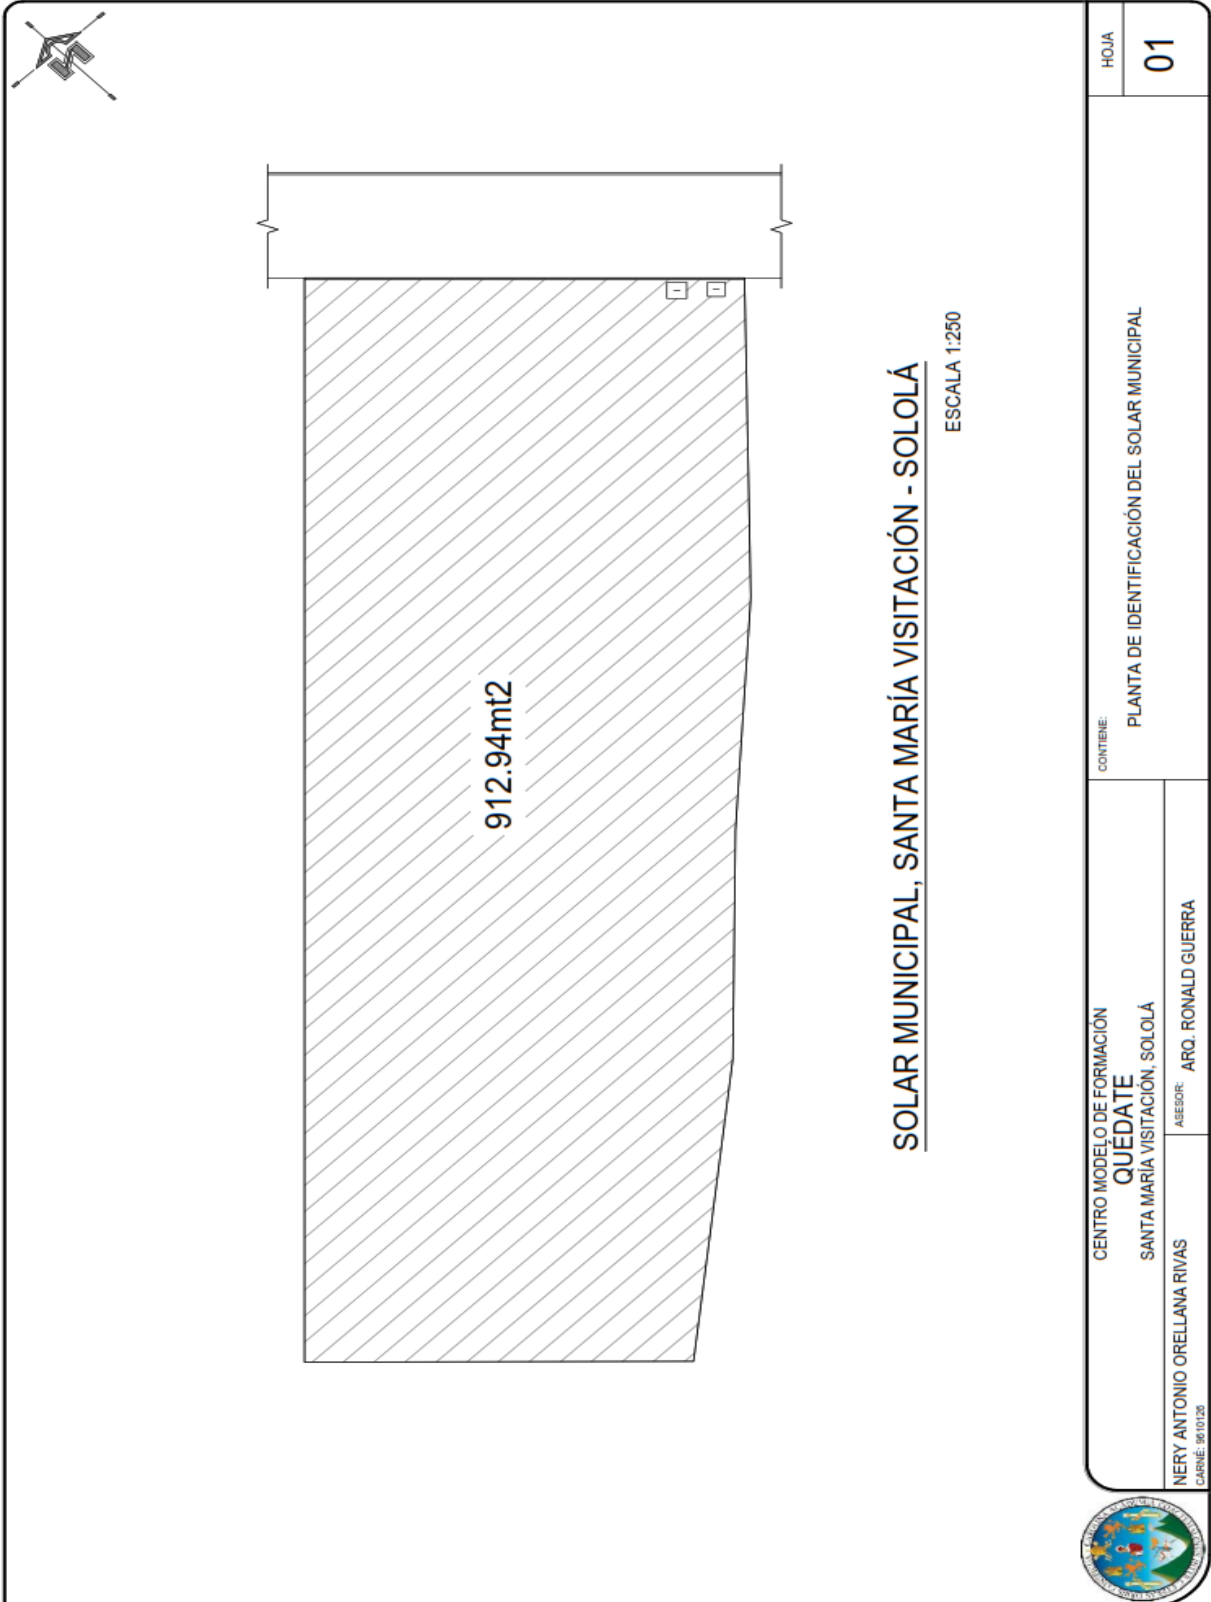 912.94mt2
SOLAR MUNICIPAL, SANTA MARÍA VISITACIÓN - SOLOLÁ
ESCALA 1:250
CENTRO MODELO DE FORMACIÓN
QUÉDATE
SANTA MARÍA VISITACIÓN, SOLOLÁ
NERY ANTONIO ORELLANA RIVAS
CARNÉ: 9610126
ASESOR: ARQ. RONALD GUERRA
CONTIENE:
PLANTA DE IDENTIFICACIÓN DEL SOLAR MUNICIPAL
HOJA
01